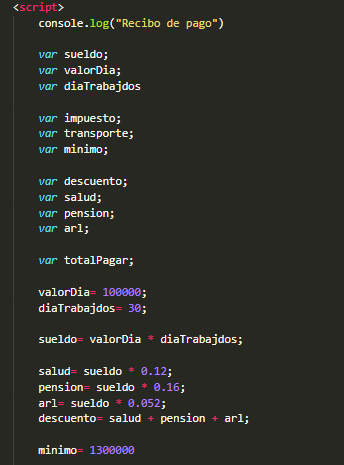 <script>
console.log("Recibo de pago")
var sueldo;
var valorDia;
var diaTrabajdos
var impuesto;
var transporte;
var minimo;
var descuento;
var salud;
var pension;
var arl;
var totalPagar;
valorDia= 100000;
diaTrabajdos= 30;
sueldo= valorDia * diaTrabajdos;
salud= sueldo * 0.12;
pension= sueldo * 0.16;
arl= sueldo * 0.052;
descuento= salud + pension + arl;
minimo= 1300000